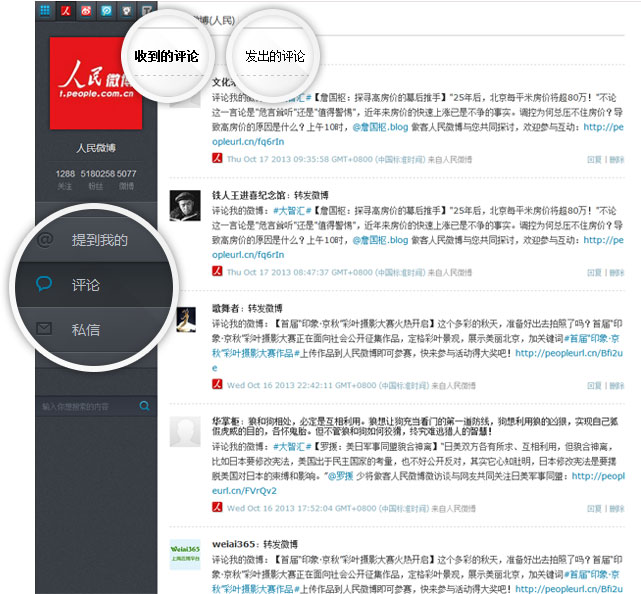 人民微博
t.people.com.cn
人民微博
1288 5180258 5077
关注 粉丝 微博
@ 提到我的
评论
私信
输入你想搜索的内容
微博(人民)
收到的评论
发出的评论
评论我的微博：#大智汇#【詹国枢：探寻高房价的幕后推手】"25年后，北京每平米房价将超80万！"不论
这一言论是"危言耸听"还是"值得警惕"，近年来房价的快速上涨已是不争的事实。调控为何总压不住房价？导
致高房价的原因是什么？上午10时，@詹国枢.blog 做客人民微博与您共同探讨，欢迎参与互动：http://pe
opleurl.cn/fq6rIn
Thu Oct 17 2013 09:35:58 GMT+0800 (中国标准时间) 来自人民微博
回复 | 删除
铁人王进喜纪念馆：转发微博
评论我的微博：#大智汇#【詹国枢：探寻高房价的幕后推手】"25年后，北京每平米房价将超80万！"不论
这一言论是"危言耸听"还是"值得警惕"，近年来房价的快速上涨已是不争的事实。调控为何总压不住房价？导
致高房价的原因是什么？上午10时，@詹国枢.blog 做客人民微博与您共同探讨，欢迎参与互动：http://pe
opleurl.cn/fq6rIn
Thu Oct 17 2013 08:47:37 GMT+0800 (中国标准时间) 来自人民微博
回复 | 删除
歌舞者：转发微博
评论我的微博：【首届"印象·京秋"彩叶摄影大赛火热开启】这个多彩的秋天，准备好出去拍照了吗？首届"印
象·京秋"彩叶摄影大赛正在面向社会公开征集作品，定格彩叶景观，展示美丽北京，加关键词#首届"印象·京
秋"彩叶摄影大赛作品#上传作品到人民微博即可参赛，快来参与活动得大奖吧！http://peopleurl.cn/Bfi2u
e
Wed Oct 16 2013 22:42:11 GMT+0800 (中国标准时间) 来自人民微博
回复 | 删除
华掌柜：狼和狗相处，必定是互相利用。狼想让狗充当看门的第一道防线，狗想利用狼的凶狠，实现自己狐
假虎威的目的，各怀鬼胎。但不管狼和狗如何狡猾，终究难逃猎人的智慧！
评论我的微博：#大智汇#【罗援：美日军事同盟貌合神离】"日美双方各有所求、互相利用，但貌合神离，
比如日本要修改宪法，美国出于民主国家的考量，也不好公开反对，其实它心知肚明，日本修改宪法是要摆
脱美国对日本的束缚和影响。"@罗援 少将做客人民微博微访谈与网友共同关注日美军事同盟：http://peopl
eurl.cn/FVrQv2
Wed Oct 16 2013 17:52:04 GMT+0800 (中国标准时间) 来自人民微博
回复 | 删除
Weiai365
weiai365：转发微博
评论我的微博：【首届"印象·京秋"彩叶摄影大赛火热开启】这个多彩的秋天，准备好出去拍照了吗？首届"印
象·京秋"彩叶摄影大赛正在面向社会公开征集作品，定格彩叶景观，展示美丽北京，加关键词#首届"印象·京
秋"彩叶摄影大赛作品#上传作品到人民微博即可参赛，快来参与活动得大奖吧！http://peopleurl.cn/Bfi2u